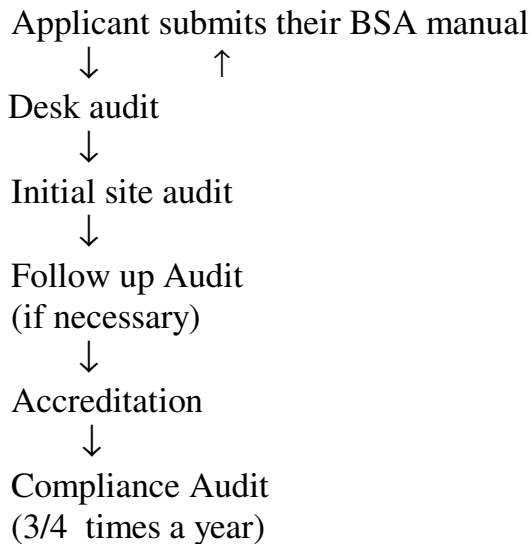 Applicant submits their BSA manual
↓ ↑
Desk audit
↓
Initial site audit
↓
Follow up Audit
(if necessary)
↓
Accreditation
↓
Compliance Audit
(3/4 times a year)